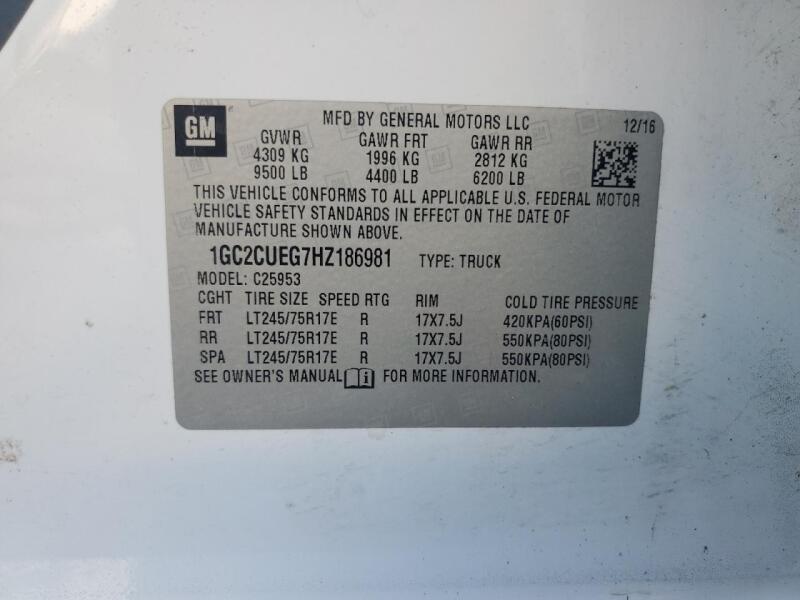 GM
MFD BY GENERAL MOTORS LLC 12/16
GVWR GAWR FRT GAWR RR
4309 KG 1996 KG 2812 KG
9500 LB 4400 LB 6200 LB
THIS VEHICLE CONFORMS TO ALL APPLICABLE U.S. FEDERAL MOTOR
VEHICLE SAFETY STANDARDS IN EFFECT ON THE DATE OF
MANUFACTURE SHOWN ABOVE.
1GC2CUEG7HZ186981 TYPE: TRUCK
MODEL: C25953
CGHT TIRE SIZE SPEED RTG RIM COLD TIRE PRESSURE
FRT LT245/75R17E R 17X7.5J 420KPA(60PSI)
RR LT245/75R17E R 17X7.5J 550KPA(80PSI)
SPA LT245/75R17E R 17X7.5J 550KPA(80PSI)
SEE OWNER'S MANUAL i FOR MORE INFORMATION.